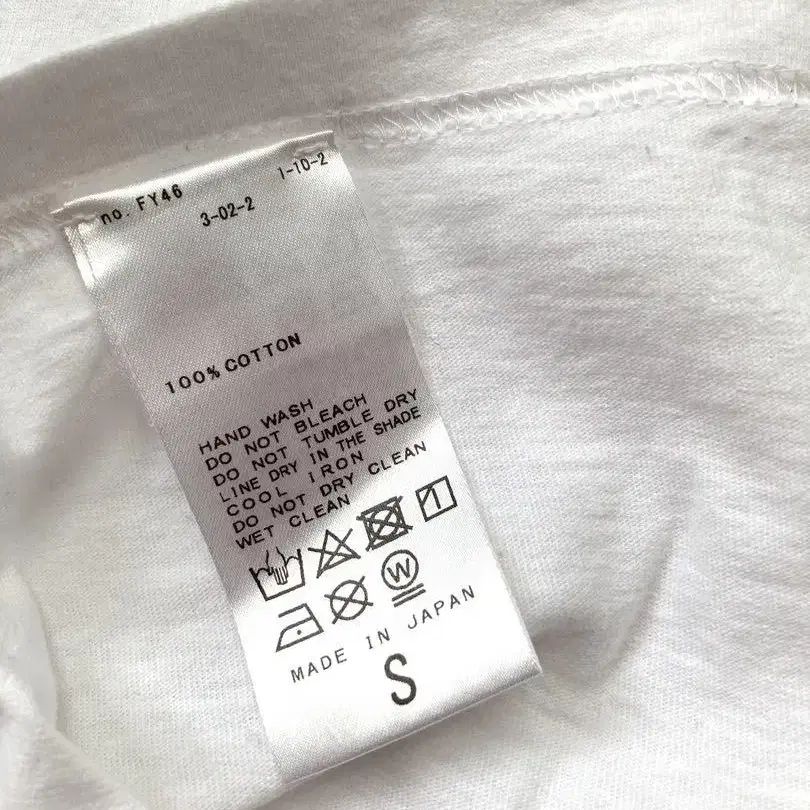 no. FY46
1-10-2
3-02-2
100% COTTON
HAND WASH
DO NOT BLEACH
DO NOT TUMBLE DRY
LINE DRY IN THE SHADE
COOL IRON
DO NOT DRY CLEAN
WET CLEAN
W
MADE IN JAPAN
S